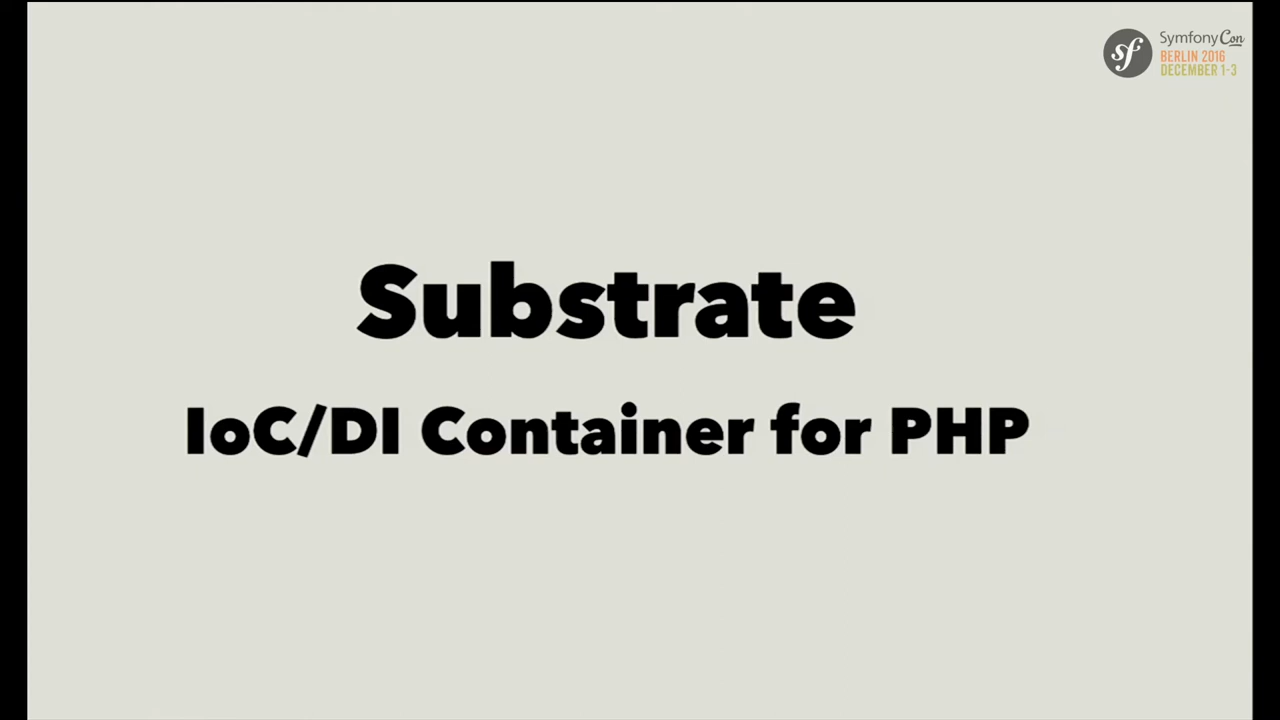 SymfonyCon
BERLIN 2016
DECEMBER 1-3
Substrate
IoC/DI Container for PHP